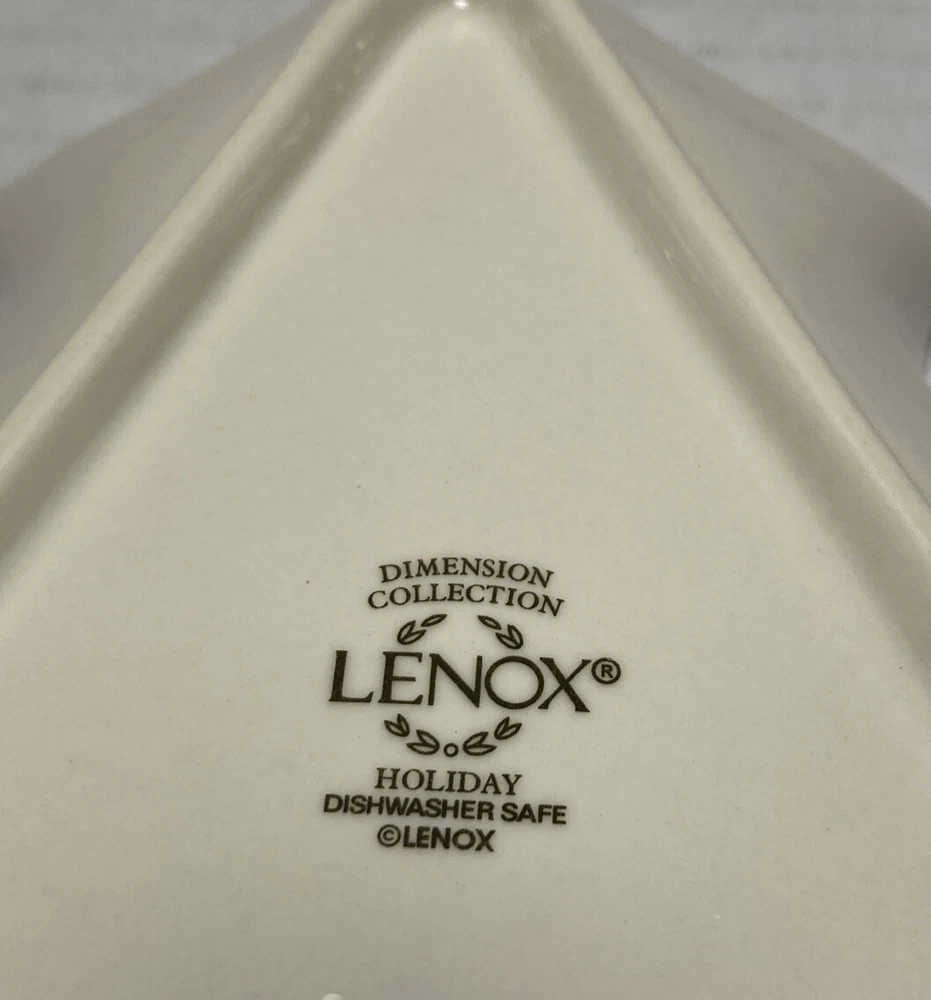 DIMENSION
COLLECTION
LENOX®
HOLIDAY
DISHWASHER SAFE
©LENOX